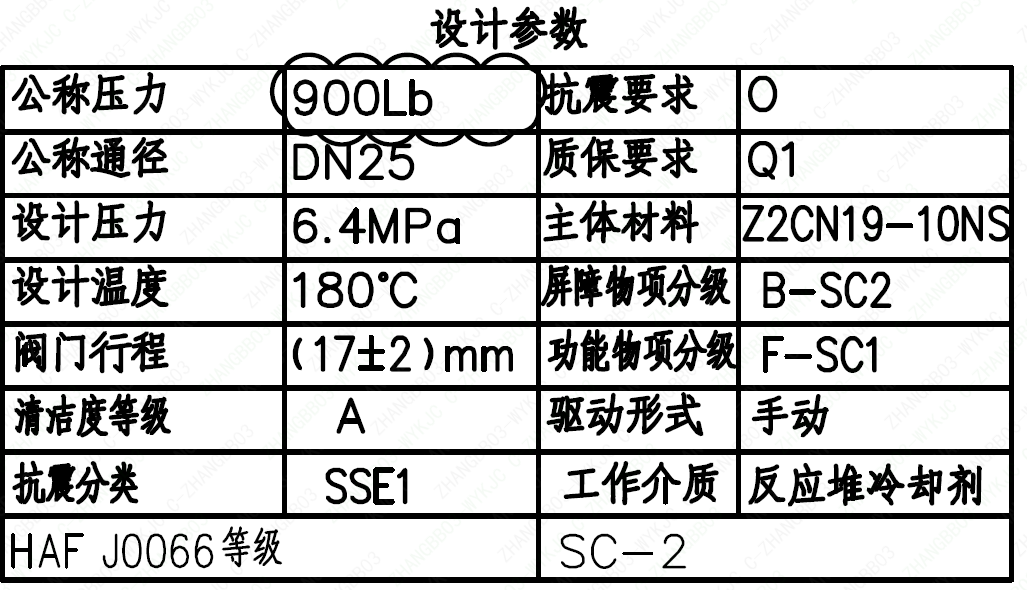 设计参数
公称压力 900Lb 抗震要求 O
公称通径 DN25 质保要求 Q1
设计压力 6.4MPa 主体材料 Z2CN19-10NS
设计温度 180°C 屏障物项分级 B-SC2
阀门行程 (17±2)mm 功能物项分级 F-SC1
清洁度等级 A 驱动形式 手动
抗震分类 SSE1 工作介质 反应堆冷却剂
HAF J0066等级 SC-2